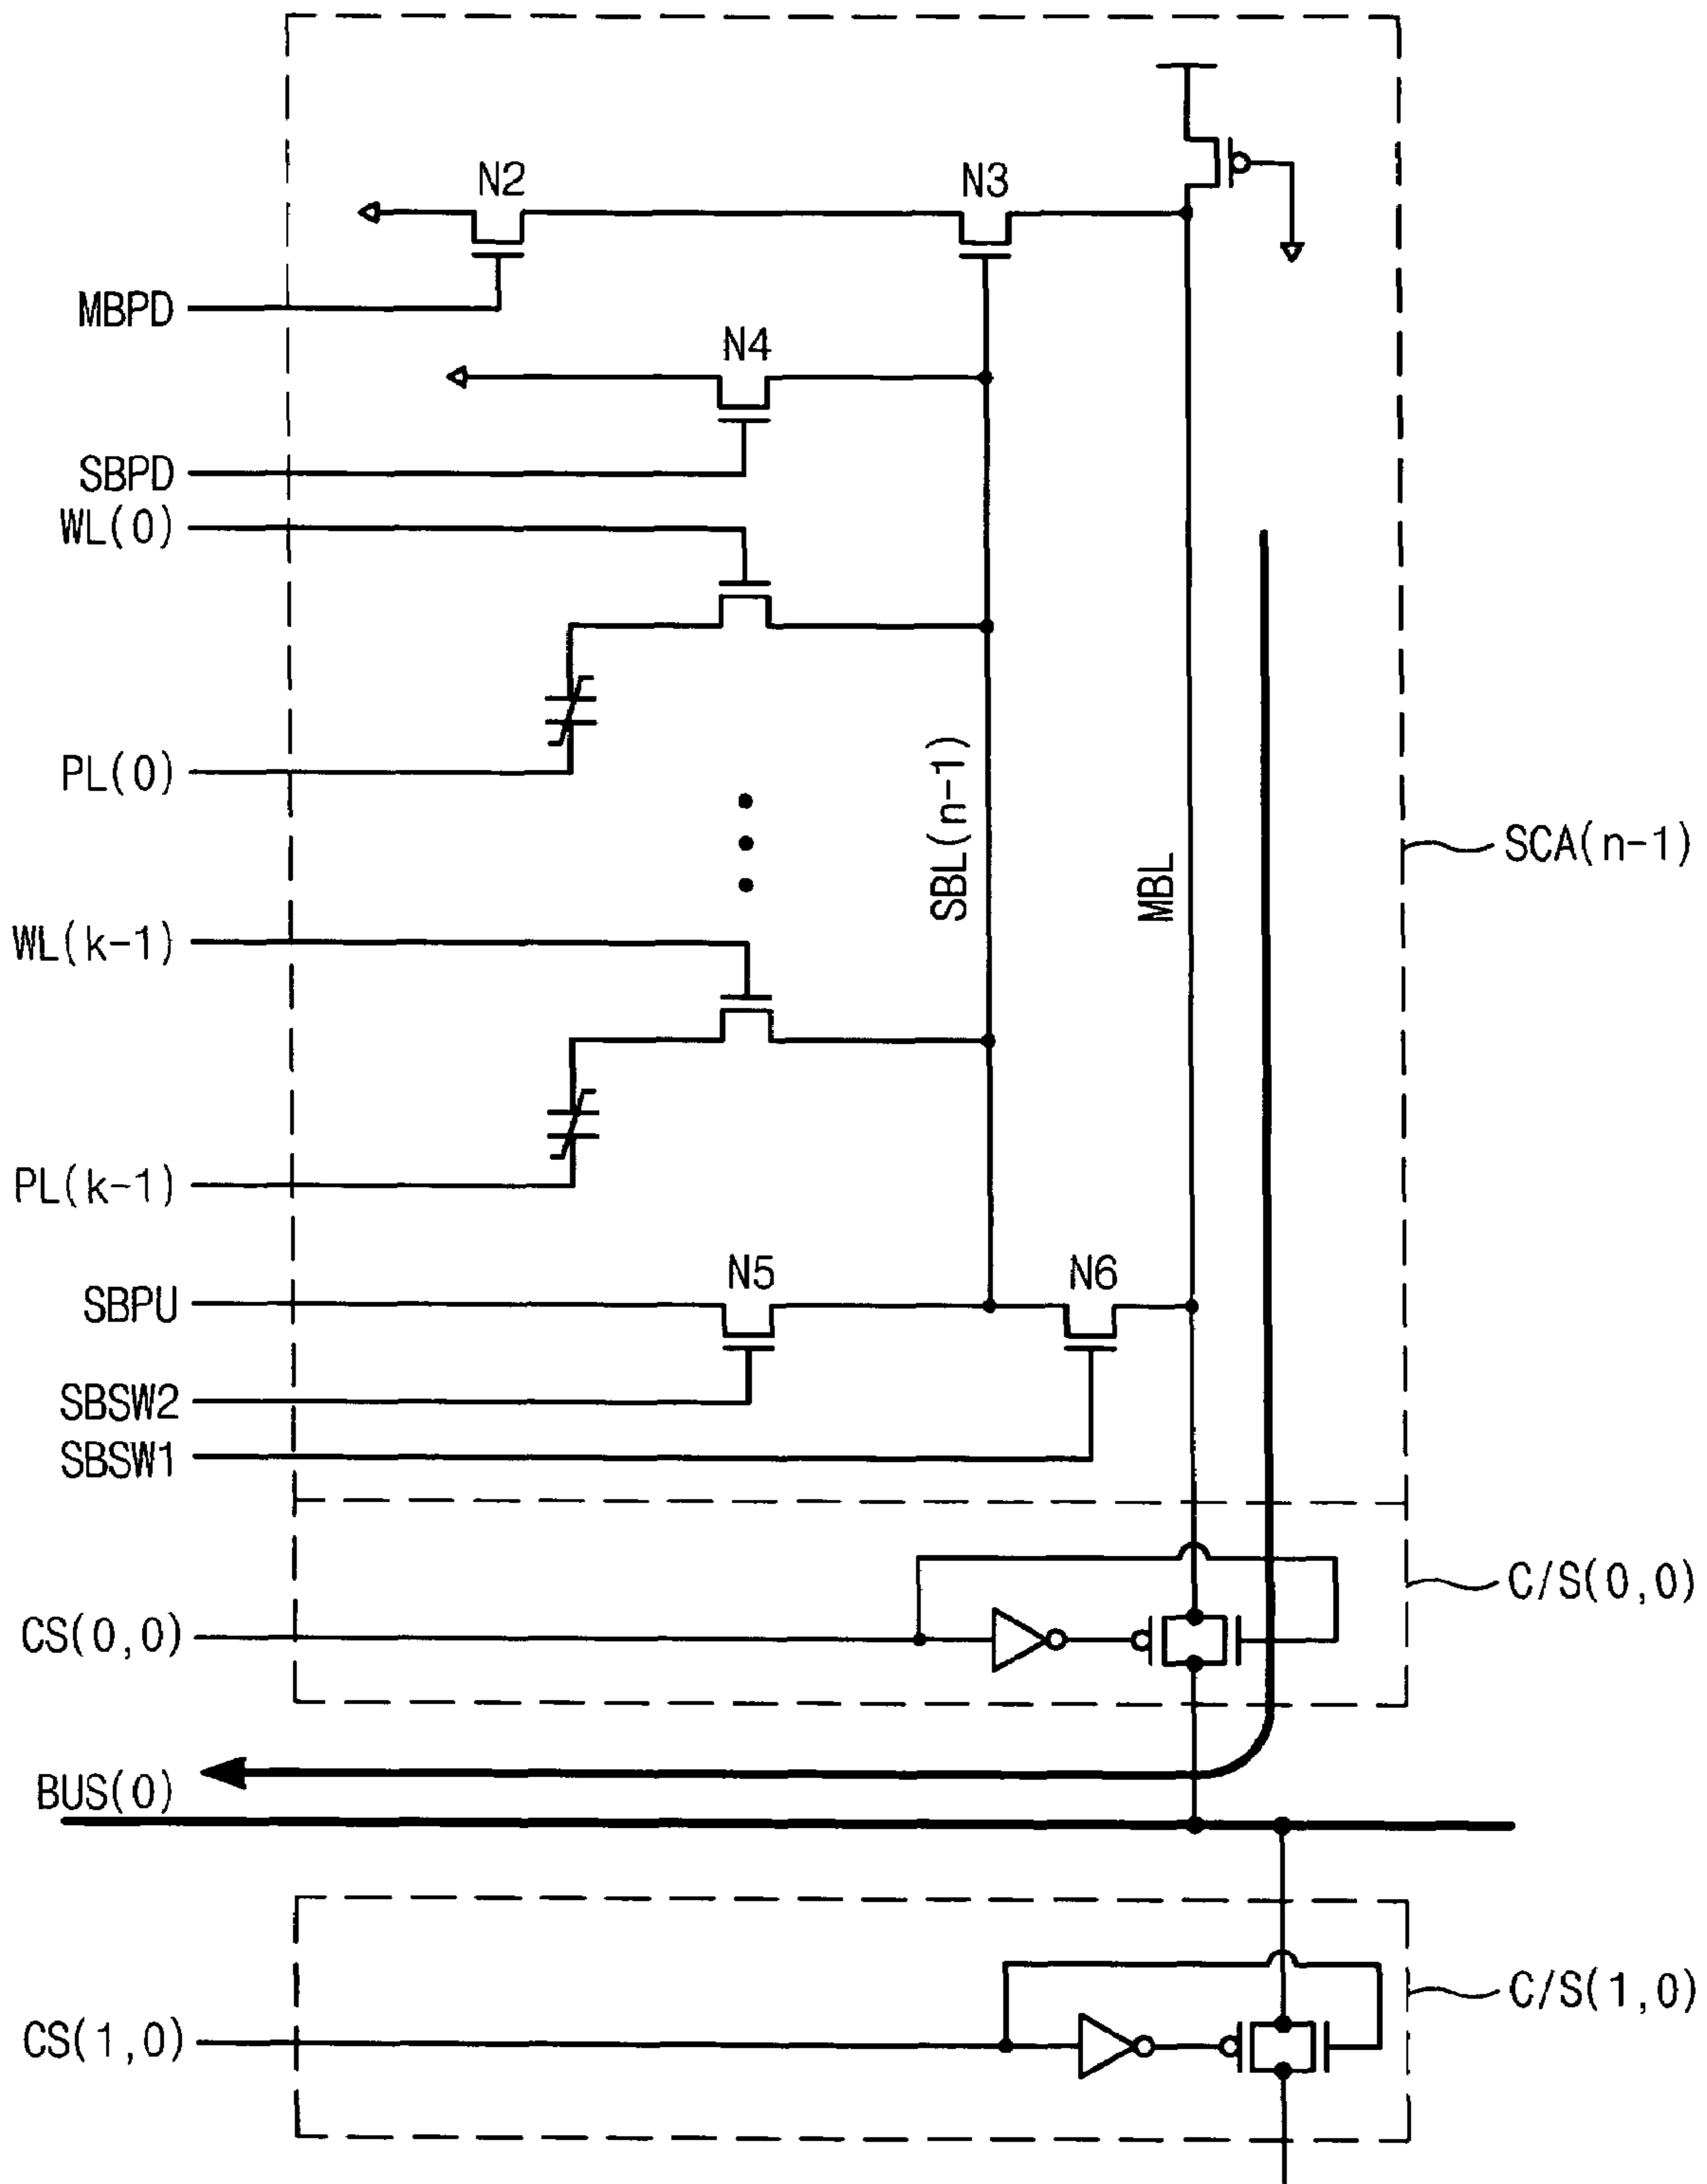 N2
N3
MBPD
N4
SBPD
WL(0)
PL(0)
SBL(n-1)
MBL
SCA(n-1)
WL(k-1)
PL(k-1)
N5
N6
SBPU
SBSW2
SBSW1
C/S(0,0)
CS(0,0)
BUS(0)
C/S(1,0)
CS(1,0)